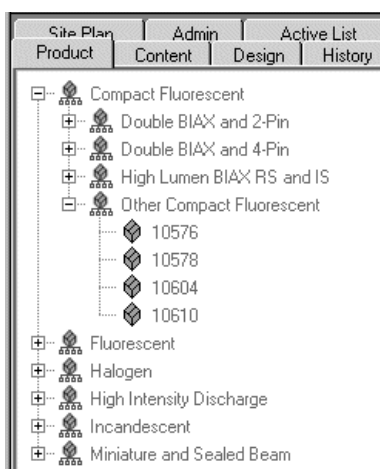 Site Plan Admin Active List
Product Content Design History
Compact Fluorescent
Double BIAX and 2-Pin
Double BIAX and 4-Pin
High Lumen BIAX RS and IS
Other Compact Fluorescent
10576
10578
10604
10610
Fluorescent
Halogen
High Intensity Discharge
Incandescent
Miniature and Sealed Beam